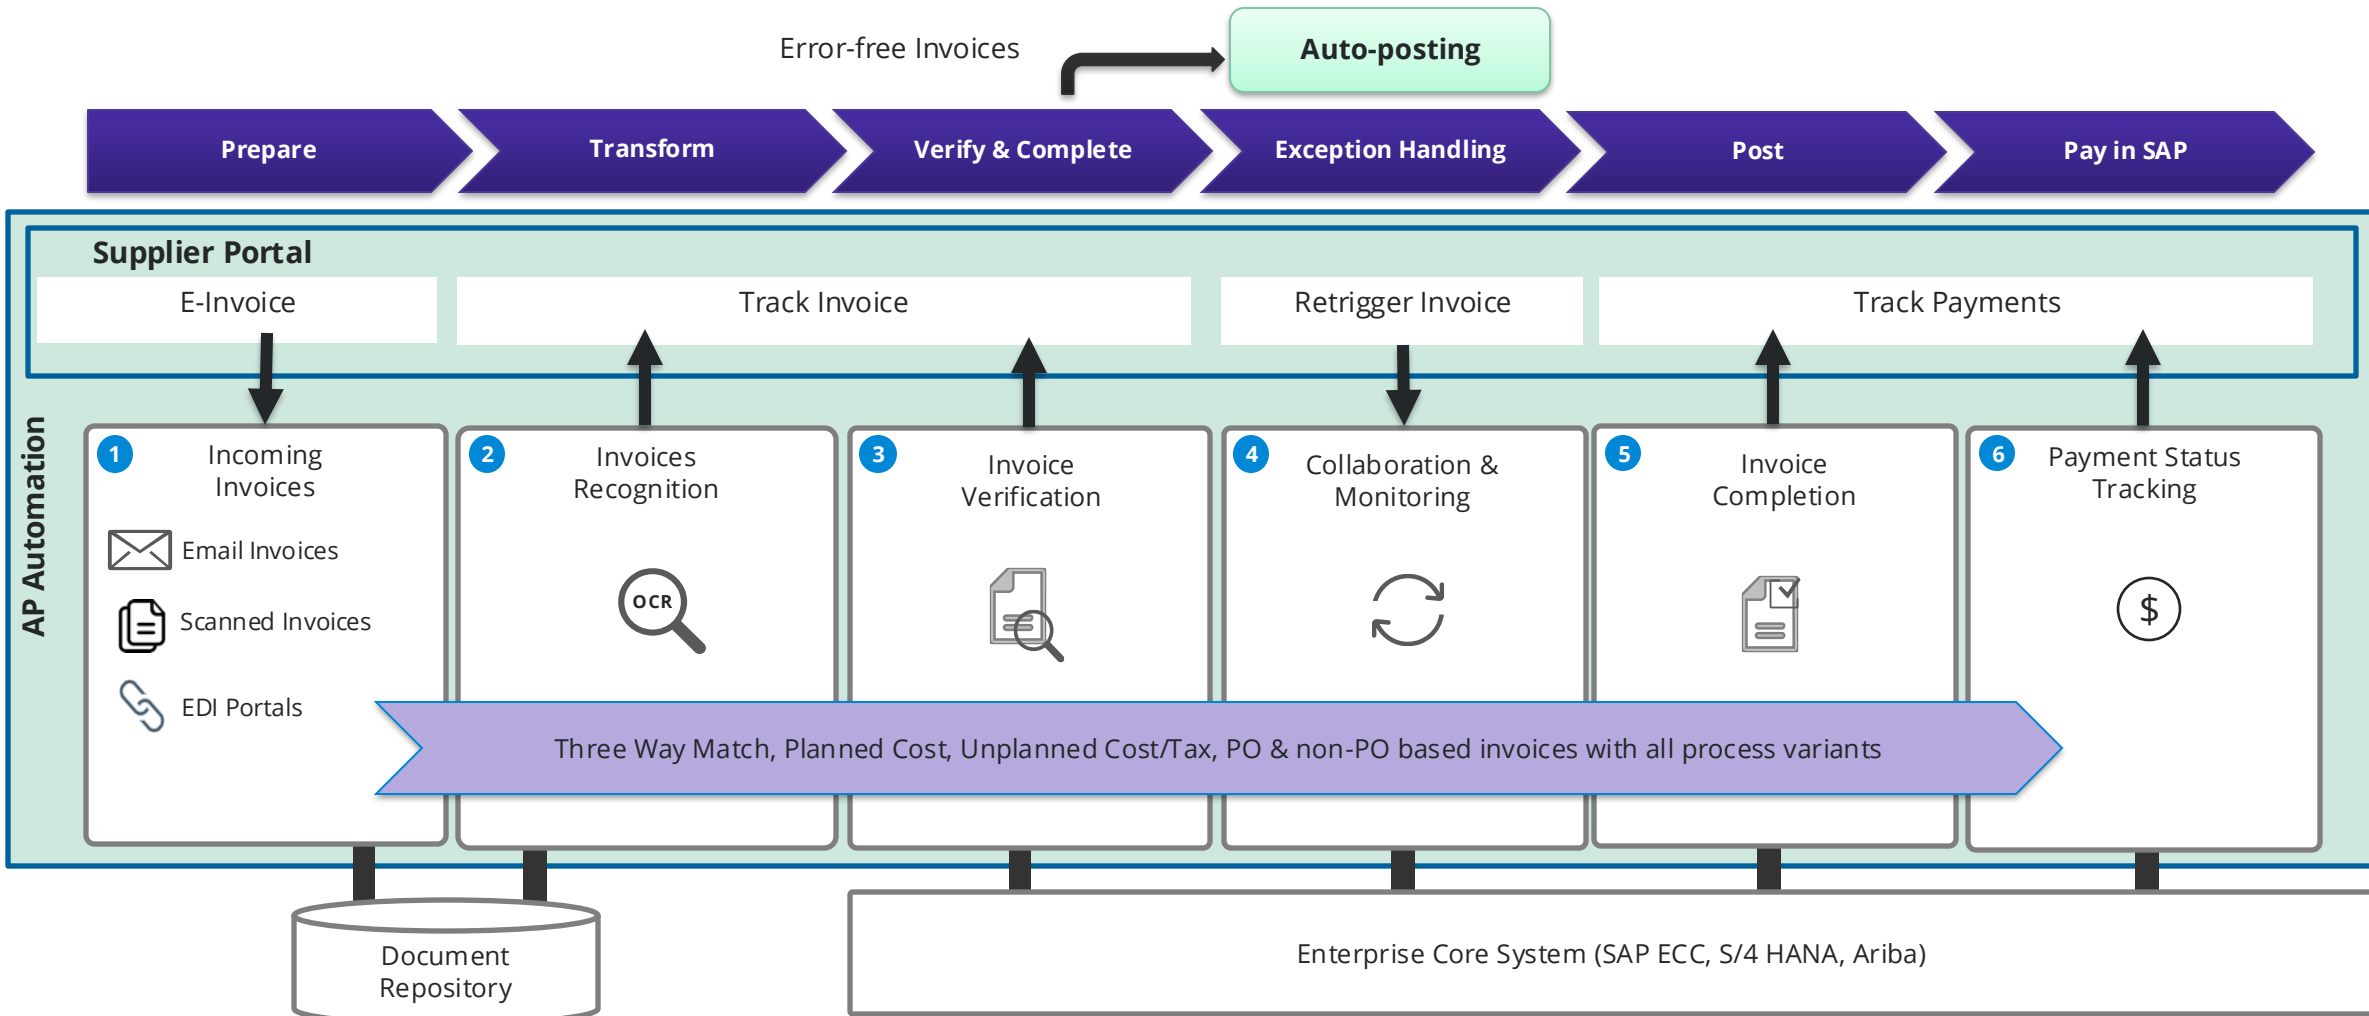 Error-free Invoices
Auto-posting
Prepare
Transform
Verify & Complete
Exception Handling
Post
Pay in SAP
Supplier Portal
E-Invoice
Track Invoice
Retrigger Invoice
Track Payments
AP Automation
1
Incoming
Invoices
Email Invoices
Scanned Invoices
EDI Portals
2
Invoices
Recognition
OCR
3
Invoice
Verification
4
Collaboration &
Monitoring
5
Invoice
Completion
6
Payment Status
Tracking
$
Three Way Match, Planned Cost, Unplanned Cost/Tax, PO & non-PO based invoices with all process variants
Document
Repository
Enterprise Core System (SAP ECC, S/4 HANA, Ariba)